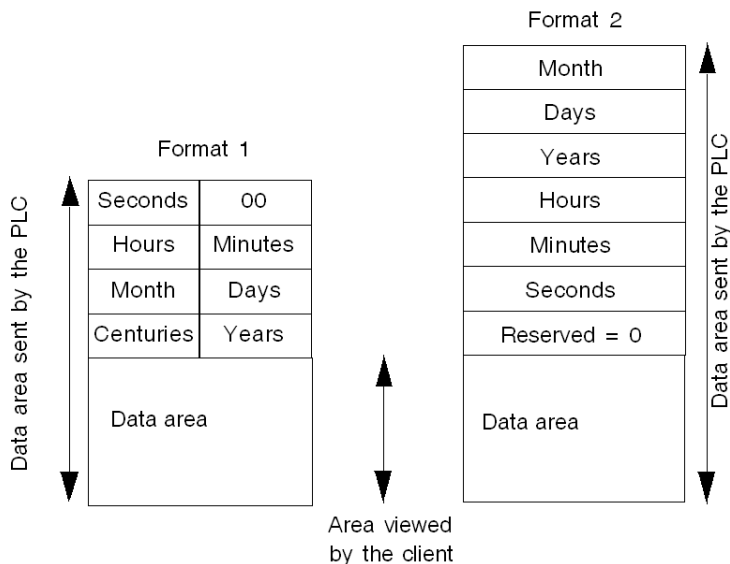 Format 1
Data area sent by the PLC
Seconds 00
Hours Minutes
Month Days
Centuries Years
Data area
Area viewed
by the client
Format 2
Month
Days
Years
Hours
Minutes
Seconds
Reserved = 0
Data area
Data area sent by the PLC